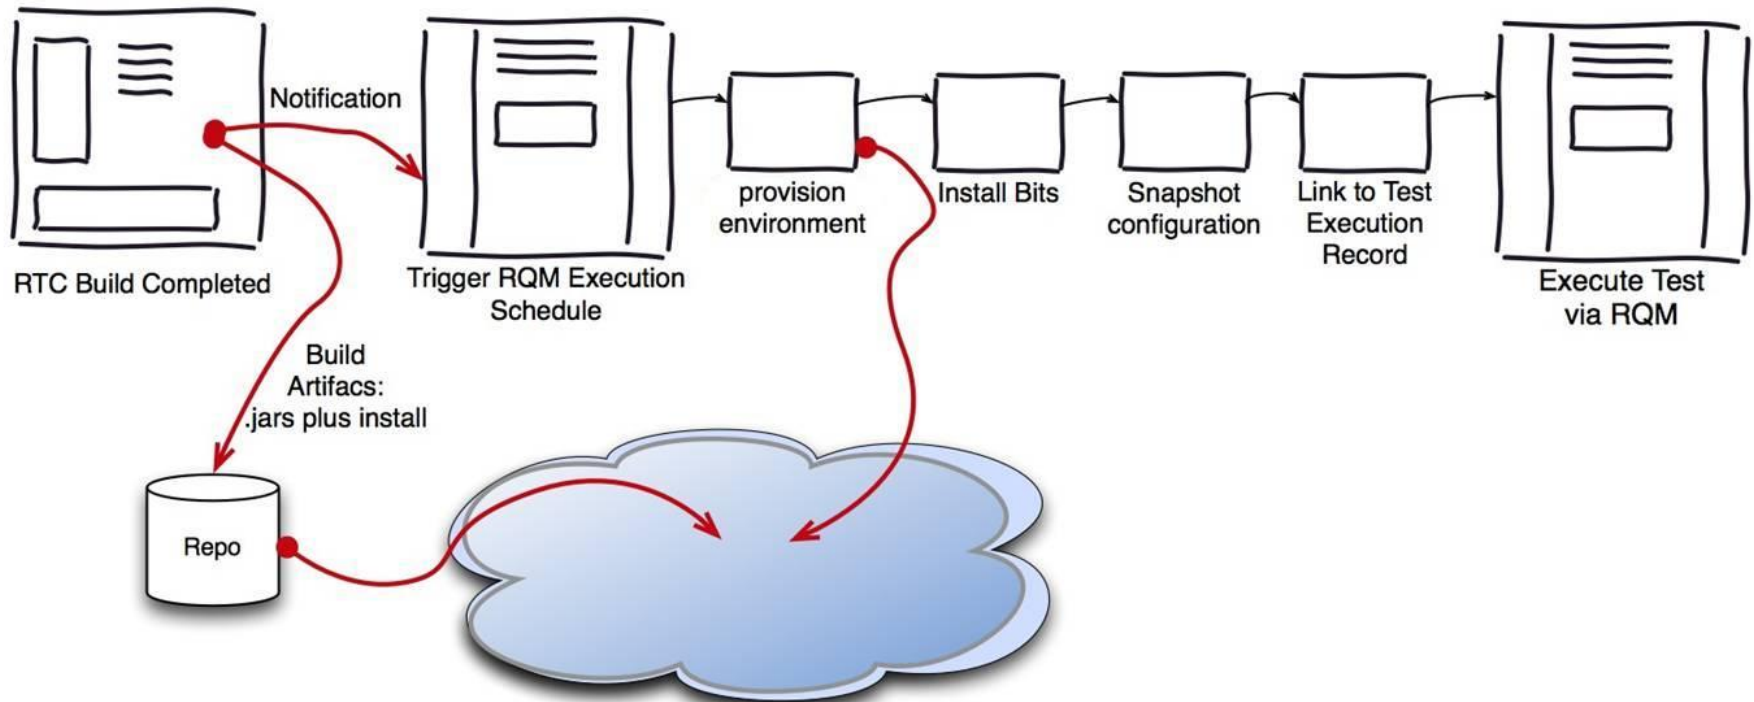 Notification
RTC Build Completed
Trigger RQM Execution
Schedule
provision
environment
Install Bits
Snapshot
configuration
Link to Test
Execution
Record
Execute Test
via RQM
Build
Artifacs:
.jars plus install
Repo